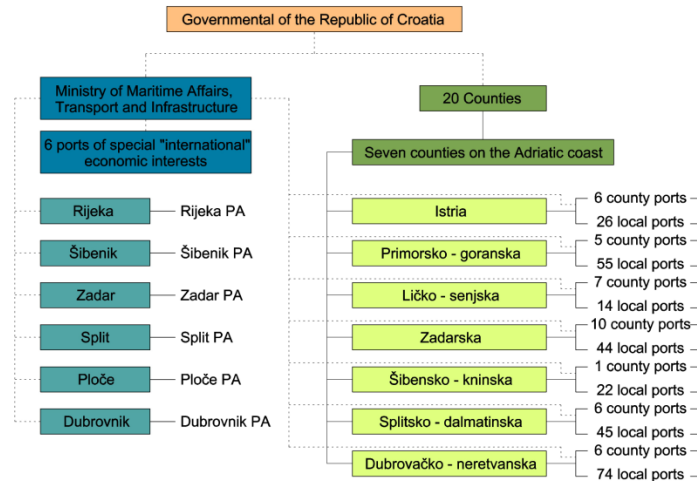 Governmental of the Republic of Croatia
Ministry of Maritime Affairs,
Transport and Infrastructure
20 Counties
6 ports of special "international"
economic interests
Seven counties on the Adriatic coast
Rijeka
Rijeka PA
Šibenik
Šibenik PA
Zadar
Zadar PA
Split
Split PA
Ploče
Ploče PA
Dubrovnik
Dubrovnik PA
Istria
6 county ports
26 local ports
Primorsko - goranska
5 county ports
55 local ports
Ličko - senjska
7 county ports
14 local ports
Zadarska
10 county ports
44 local ports
Šibensko - kninska
1 county ports
22 local ports
Splitsko - dalmatinska
6 county ports
45 local ports
Dubrovačko - neretvanska
6 county ports
74 local ports